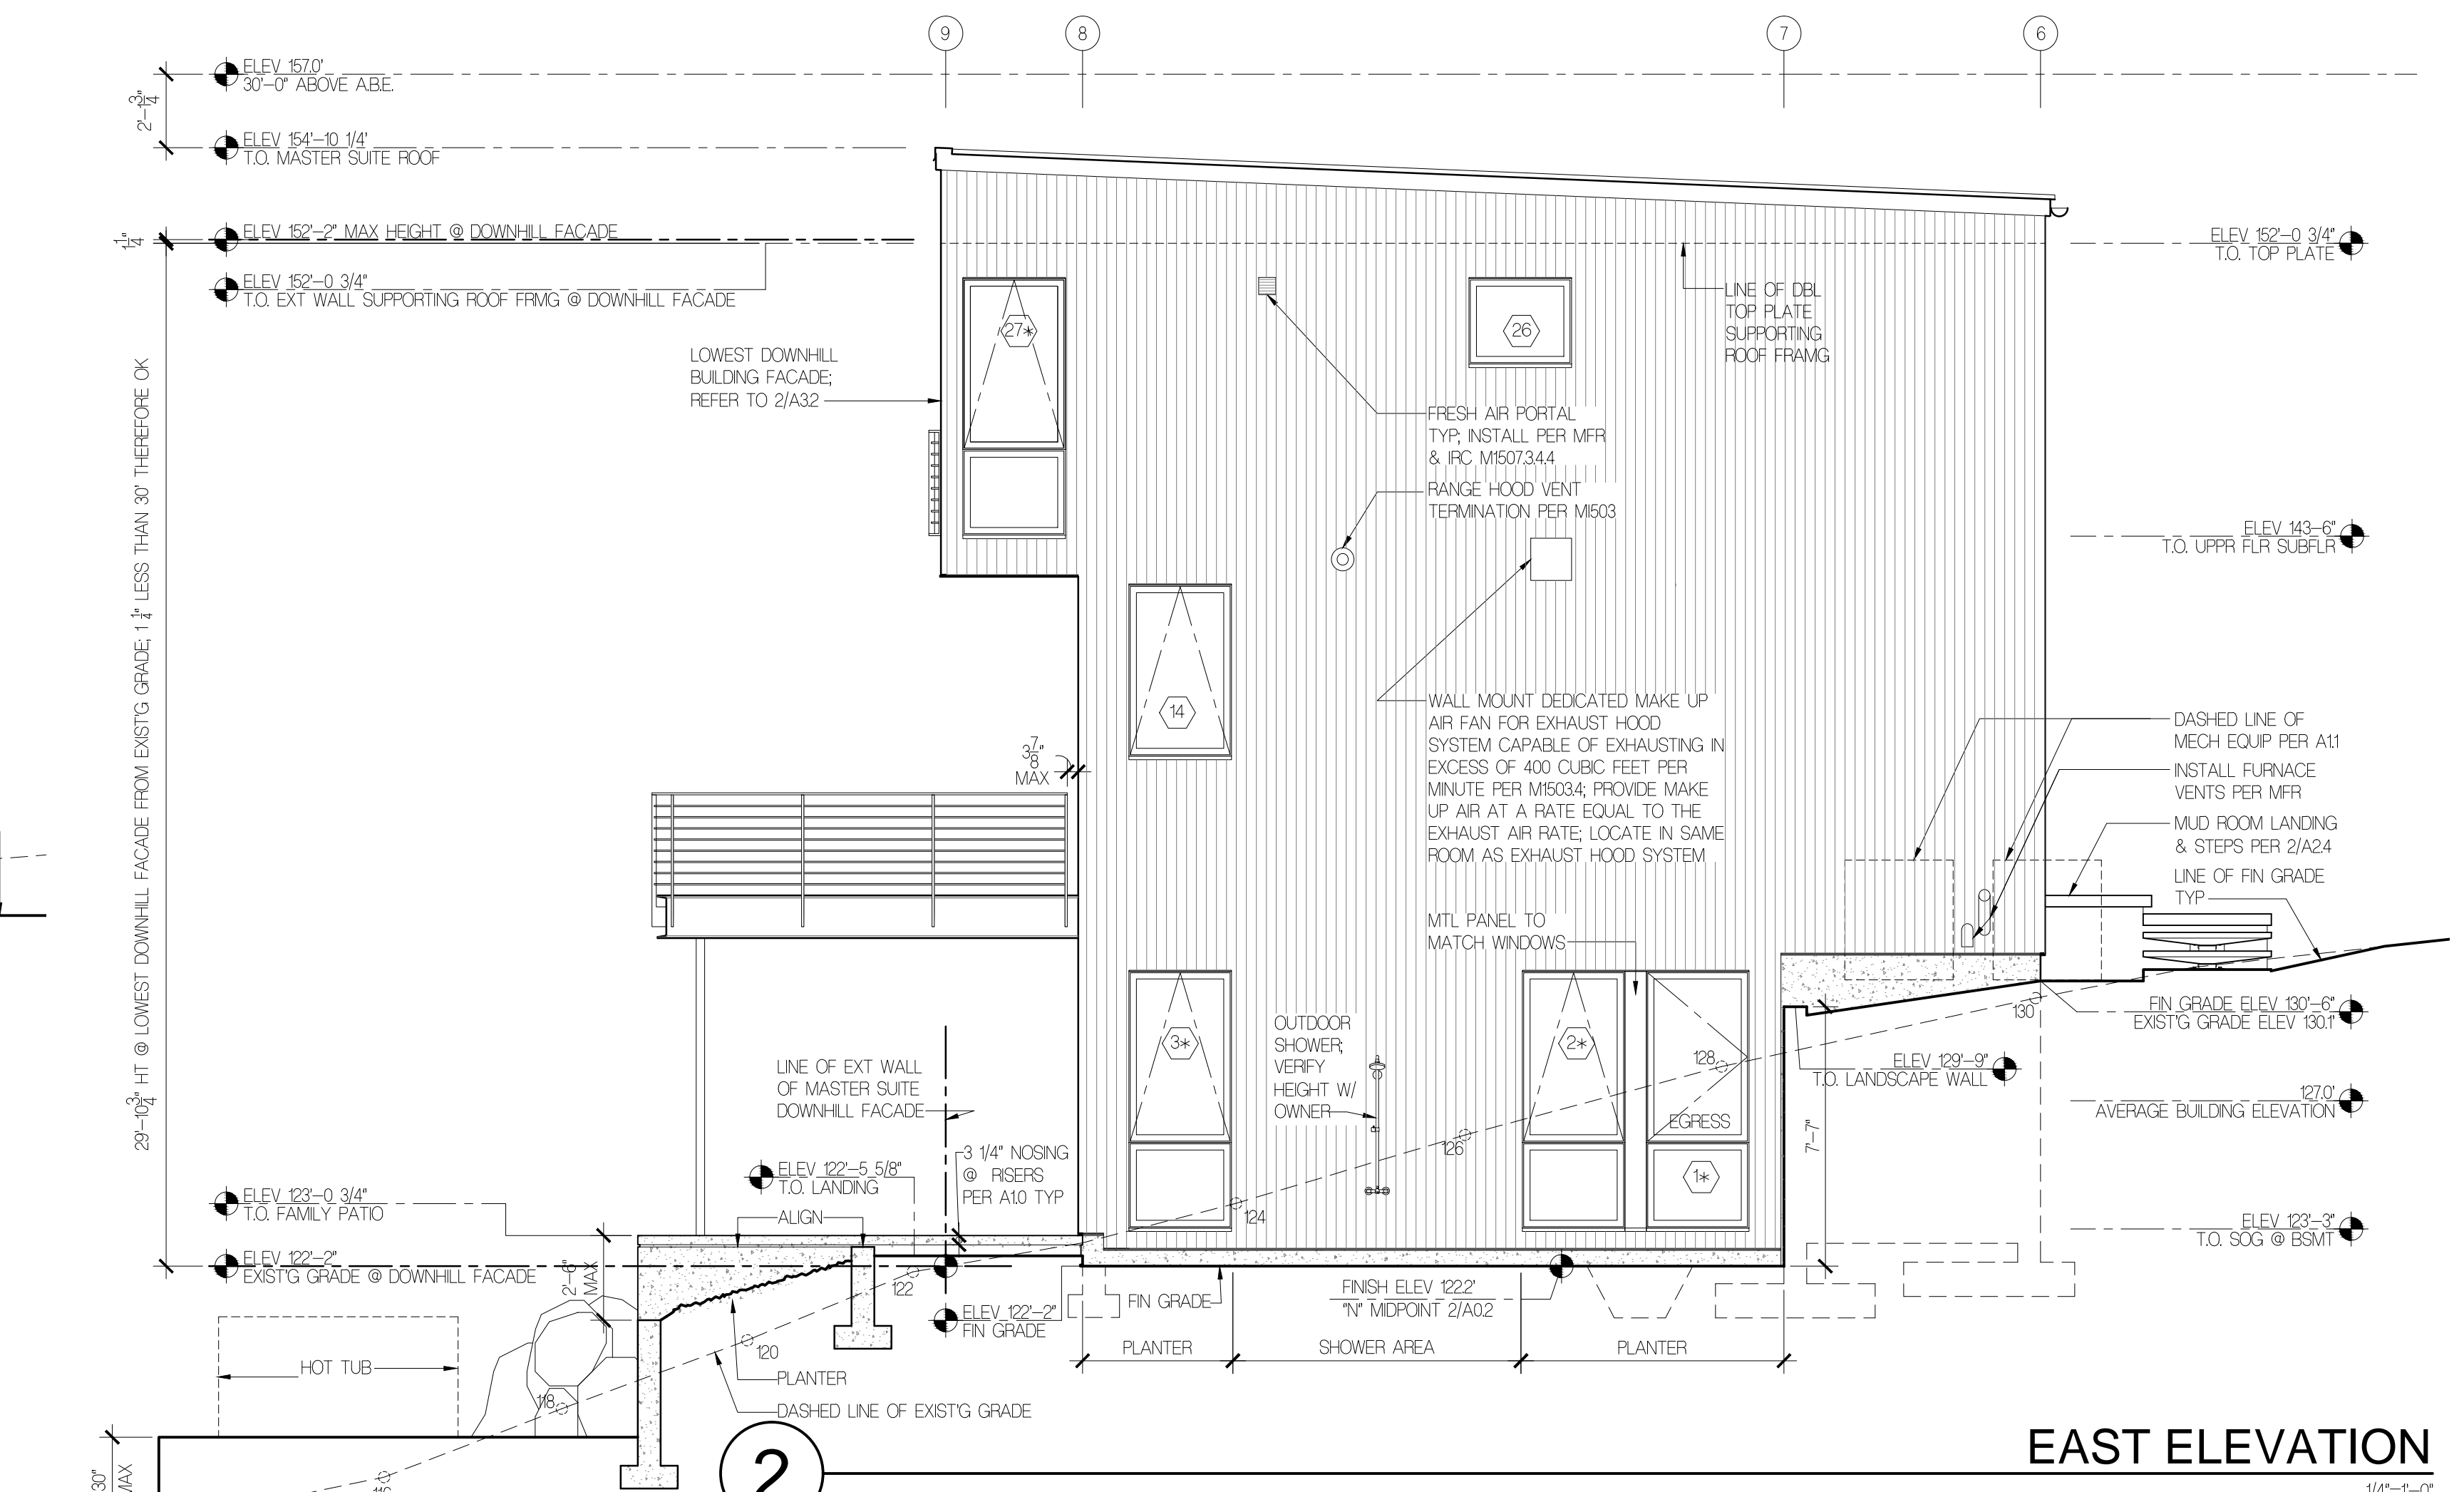 9
8
7
6
ELEV 157.0'
30'-0" ABOVE A.B.E.
2'-1 3/4"
ELEV 154'-10 1/4'
T.O. MASTER SUITE ROOF
1 1/4"
ELEV 152'-2" MAX HEIGHT @ DOWNHILL FACADE
ELEV 152'-0 3/4"
T.O. EXT WALL SUPPORTING ROOF FRMG @ DOWNHILL FACADE
ELEV 152'-0 3/4"
T.O. TOP PLATE
LINE OF DBL
TOP PLATE
SUPPORTING
ROOF FRAMG
27*
26
LOWEST DOWNHILL
BUILDING FACADE;
REFER TO 2/A3.2
FRESH AIR PORTAL
TYP; INSTALL PER MFR
& IRC M1507.3.4.4
RANGE HOOD VENT
TERMINATION PER M1503
ELEV 143-6"
T.O. UPPR FLR SUBFLR
29'-10 3/4" HT @ LOWEST DOWNHILL FACADE FROM EXIST'G GRADE; 1 1/4" LESS THAN 30' THEREFORE OK
14
WALL MOUNT DEDICATED MAKE UP
AIR FAN FOR EXHAUST HOOD
SYSTEM CAPABLE OF EXHAUSTING IN
EXCESS OF 400 CUBIC FEET PER
MINUTE PER M1503.4; PROVIDE MAKE
UP AIR AT A RATE EQUAL TO THE
EXHAUST AIR RATE; LOCATE IN SAME
ROOM AS EXHAUST HOOD SYSTEM
3 7/8"
MAX
DASHED LINE OF
MECH EQUIP PER A1.1
INSTALL FURNACE
VENTS PER MFR
MUD ROOM LANDING
& STEPS PER 2/A2.4
LINE OF FIN GRADE
TYP
MTL PANEL TO
MATCH WINDOWS
3*
2*
1*
EGRESS
OUTDOOR
SHOWER;
VERIFY
HEIGHT W/
OWNER
130
128
126
124
122
120
118
116
FIN GRADE ELEV 130'-6"
EXIST'G GRADE ELEV 130.1'
ELEV 129'-9"
T.O. LANDSCAPE WALL
127.0'
AVERAGE BUILDING ELEVATION
7'-7"
LINE OF EXT WALL
OF MASTER SUITE
DOWNHILL FACADE
3 1/4" NOSING
@ RISERS
PER A1.0 TYP
ELEV 122'-5 5/8"
T.O. LANDING
ALIGN
ELEV 123'-0 3/4"
T.O. FAMILY PATIO
ELEV 122'-2"
EXIST'G GRADE @ DOWNHILL FACADE
2'-6"
MAX
ELEV 123'-3"
T.O. SOG @ BSMT
ELEV 122'-2"
FIN GRADE
FIN GRADE
FINISH ELEV 122.2'
"N" MIDPOINT 2/A0.2
PLANTER
SHOWER AREA
PLANTER
HOT TUB
PLANTER
DASHED LINE OF EXIST'G GRADE
30"
MAX
2
EAST ELEVATION
1/4"=1'-0"